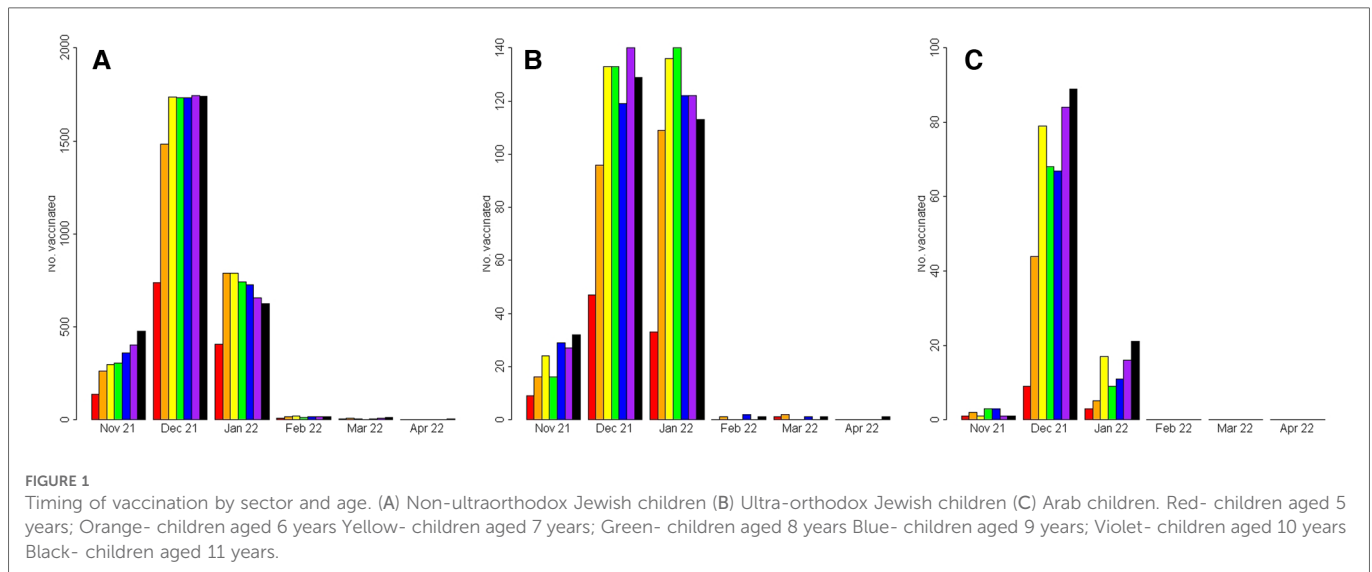 A
B
C
2000
1500
1000
500
0
No. vaccinated
Nov 21 Dec 21 Jan 22 Feb 22 Mar 22 Apr 22
140
120
100
80
60
40
20
0
No. vaccinated
Nov 21 Dec 21 Jan 22 Feb 22 Mar 22 Apr 22
100
80
60
40
20
0
No. vaccinated
Nov 21 Dec 21 Jan 22 Feb 22 Mar 22 Apr 22
FIGURE 1
Timing of vaccination by sector and age. (A) Non-ultraorthodox Jewish children (B) Ultra-orthodox Jewish children (C) Arab children. Red- children aged 5
years; Orange- children aged 6 years Yellow- children aged 7 years; Green- children aged 8 years Blue- children aged 9 years; Violet- children aged 10 years
Black- children aged 11 years.